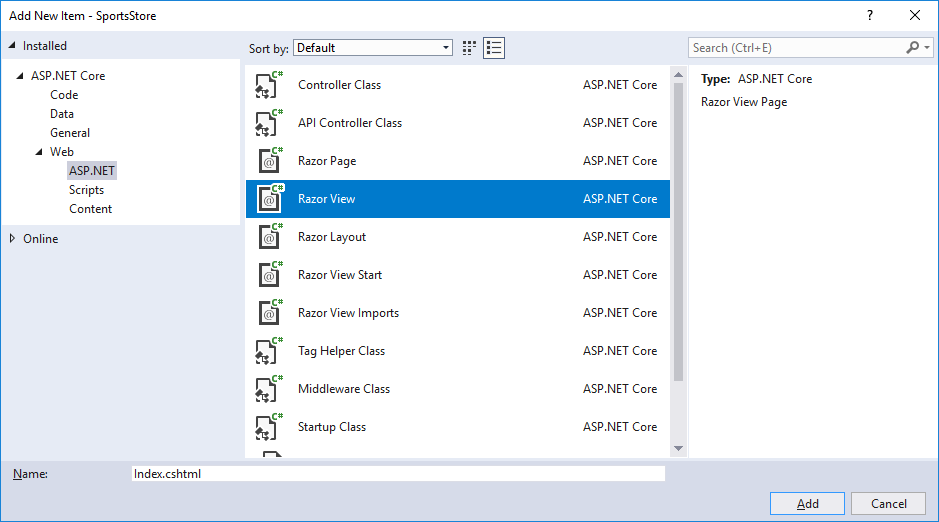 Add New Item - SportsStore
?
Installed
ASP.NET Core
Code
Data
General
Web
ASP.NET
Scripts
Content
Online
Sort by: Default
C# Controller Class ASP.NET Core
C# API Controller Class ASP.NET Core
C# @ Razor Page ASP.NET Core
C# @ Razor View ASP.NET Core
C# @ Razor Layout ASP.NET Core
C# @ Razor View Start ASP.NET Core
C# @ Razor View Imports ASP.NET Core
C# Tag Helper Class ASP.NET Core
C# Middleware Class ASP.NET Core
C# Startup Class ASP.NET Core
Search (Ctrl+E)
Type: ASP.NET Core
Razor View Page
Name: Index.cshtml
Add Cancel